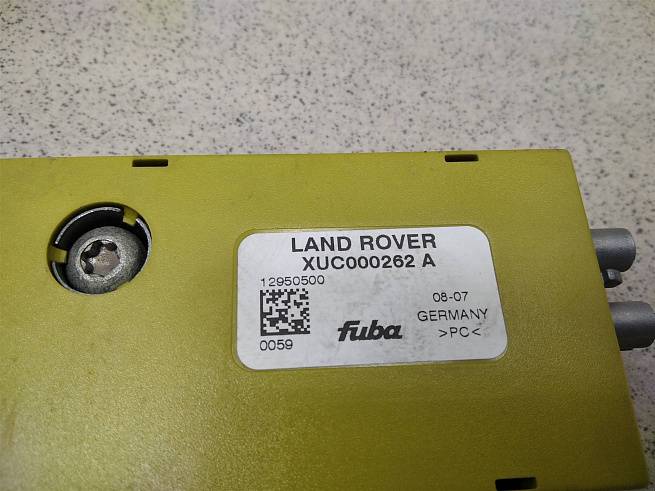 LAND ROVER
XUC000262 A
12950500
08-07
GERMANY
0059
fuba
>PC<